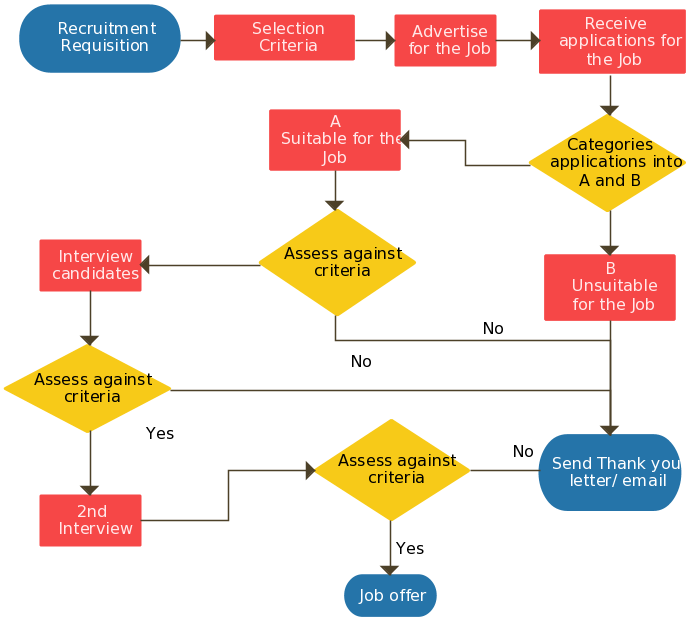 Recruitment
Requisition
Selection
Criteria
Advertise
for the Job
Receive
applications for
the Job
Categories
applications into
A and B
A
Suitable for the
Job
Assess against
criteria
Interview
candidates
B
Unsuitable
for the Job
No
No
Assess against
criteria
Yes
2nd
Interview
Assess against
criteria
No
Send Thank you
letter/ email
Yes
Job offer